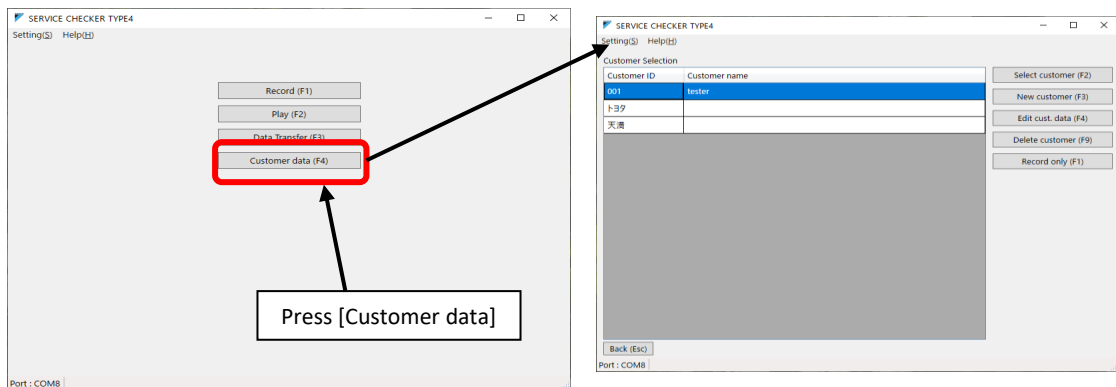 SERVICE CHECKER TYPE4
Setting(S) Help(H)
Record (F1)
Play (F2)
Data Transfer (F3)
Customer data (F4)
Press [Customer data]
Port : COM8
SERVICE CHECKER TYPE4
Setting(S) Help(H)
Customer Selection
Customer ID Customer name
001 tester
トヨタ
天満
Select customer (F2)
New customer (F3)
Edit cust. data (F4)
Delete customer (F9)
Record only (F1)
Back (Esc)
Port : COM8